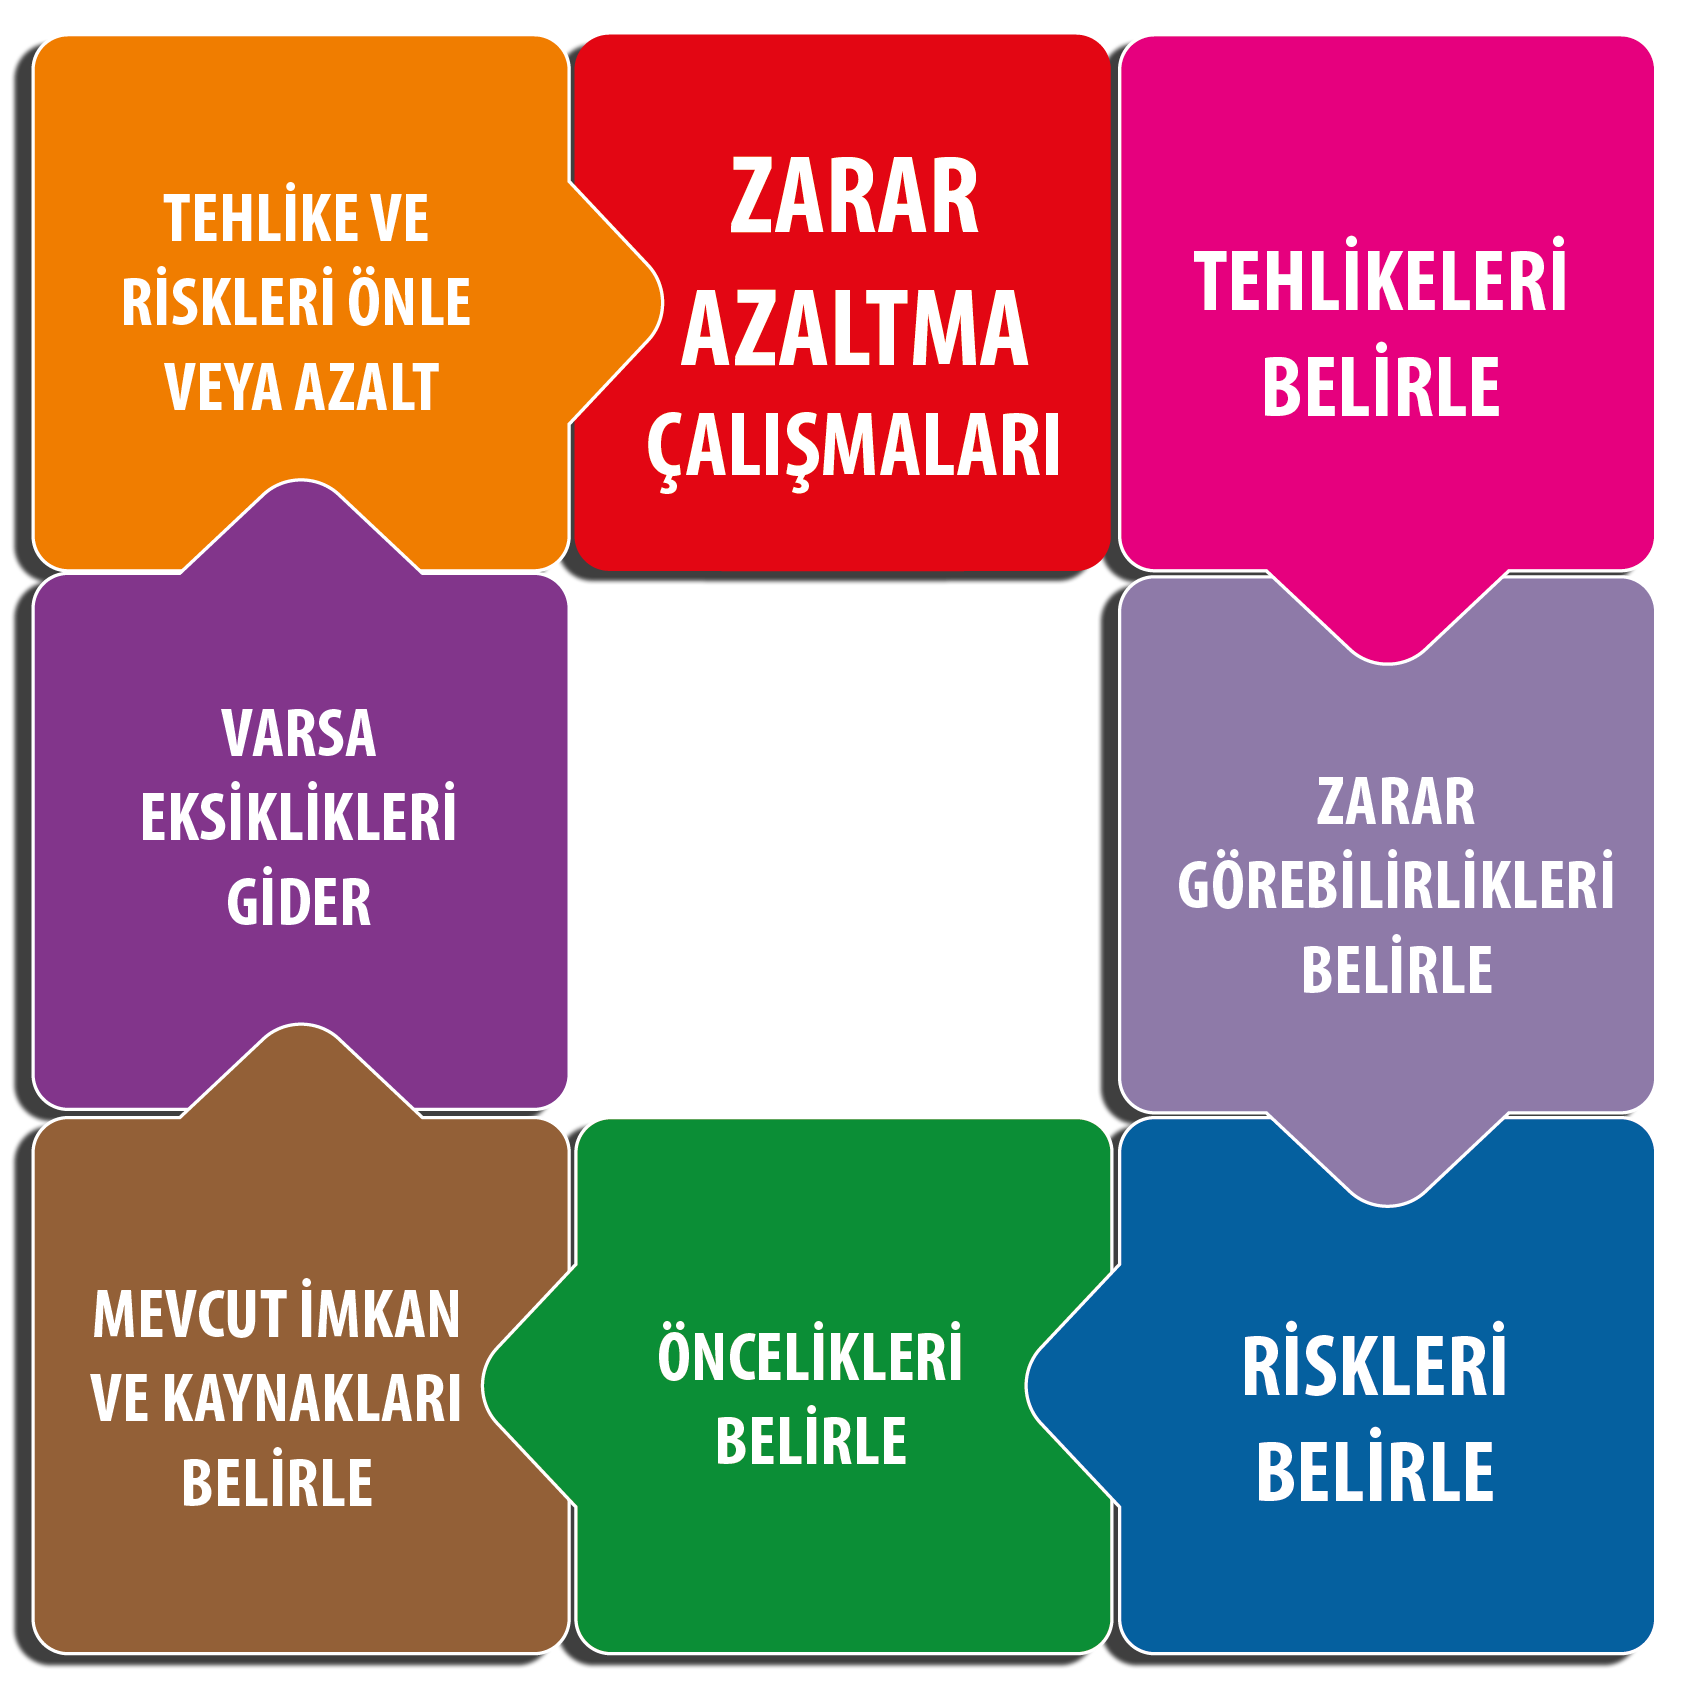 ZARAR
AZALTMA
ÇALIŞMALARI
TEHLİKELERİ
BELİRLE
ZARAR
GÖREBİLİRLİKLERİ
BELİRLE
RİSKLERİ
BELİRLE
ÖNCELİKLERİ
BELİRLE
MEVCUT İMKAN
VE KAYNAKLARI
BELİRLE
VARSA
EKSİKLİKLERİ
GİDER
TEHLİKE VE
RİSKLERİ ÖNLE
VEYA AZALT